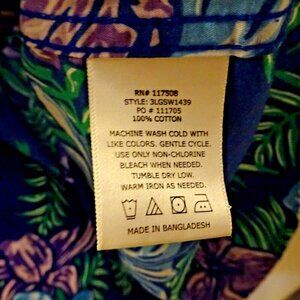 RN# 117508
STYLE: 3LGSW1439
PO # 111705
100% COTTON
MACHINE WASH COLD WITH
LIKE COLORS. GENTLE CYCLE.
USE ONLY NON-CHLORINE
BLEACH WHEN NEEDED.
TUMBLE DRY LOW.
WARM IRON AS NEEDED.
MADE IN BANGLADESH